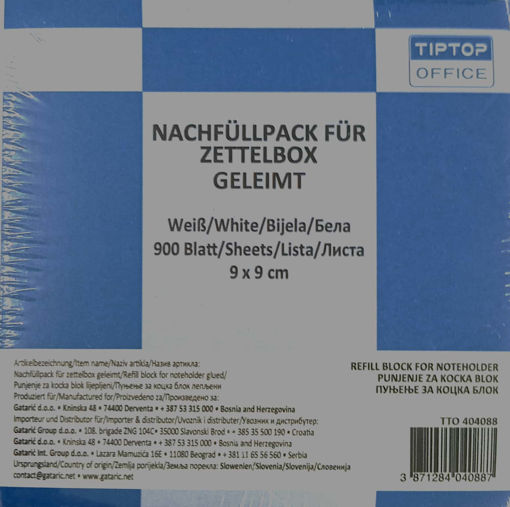 TIPTOP
OFFICE
NACHFÜLLPACK FÜR
ZETTELBOX
GELEIMT
Weiß/White/Bijela/Бела
900 Blatt/Sheets/Lista/Листа
9 x 9 cm
Artikelbezeichnung/Item name/Naziv artikla/Назив артикла:
Nachfüllpack für zettelbox geleimt/Refill block for noteholder glued/
Punjenje za kocka blok lijepljeni/Пуњење за коцка блок лепљени
Produziert für/Manufactured for/Proizvedeno za/Произведено за:
Gatarić d.o.o. • Kninska 48 • 74400 Derventa • + 387 53 315 000 • Bosnia and Herzegovina
Importeur und Distributor für/Importer & distributor/Uvoznik i distributer/Увозник и дистрибутер:
Gatarić Group d.o.o. • 108. brigade ZNG 104C • 35000 Slavonski Brod • + 385 35 500 190 • Croatia
Gatarić d.o.o. • Kninska 48 • 74400 Derventa • + 387 53 315 000 • Bosnia and Herzegovina
Gatarić Int. Group d.o.o. • Lazara Mamuzića 16E • 11080 Beograd • + 381 11 65 56 560 • Serbia
Ursprungsland/Country of origin/Zemlja porijekla/Земља порекла: Slowenien/Slovenia/Slovenija/Словенија
contact@gataric.net • www.gataric.net
REFILL BLOCK FOR NOTEHOLDER
PUNJENJE ZA KOCKA BLOK
ПУЊЕЊЕ ЗА КОЦКА БЛОК
TTO 404088
3 871284 040887